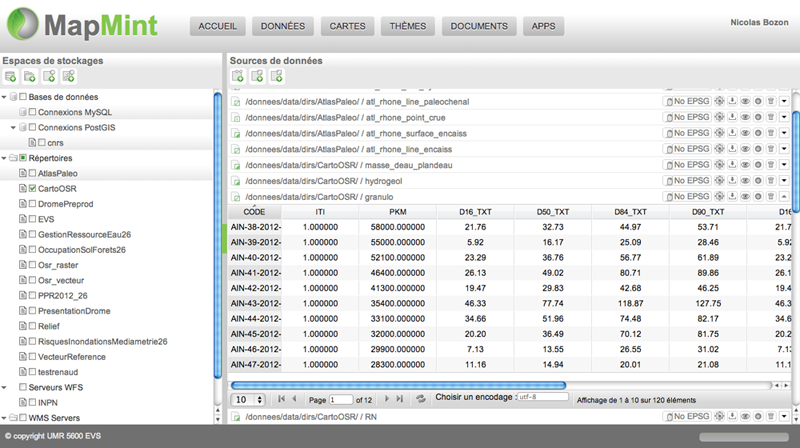 MapMint
ACCUEIL DONNÉES CARTES THÈMES DOCUMENTS APPS
Nicolas Bozon
Espaces de stockages
Bases de données
Connexions MySQL
Connexions PostGIS
cnrs
Répertoires
AtlasPaleo
CartoOSR
DromePreprod
EVS
GestionRessourceEau26
OccupationSolForets26
Osr_raster
Osr_vecteur
PPR2012_26
PresentationDrome
Relief
RisquesInondationsMediametrie26
VecteurReference
testrenaud
Serveurs WFS
INPN
WMS Servers
Sources de données
/donnees/data/dirs/AtlasPaleo/ / atl_rhone_line_paleochenal No EPSG
/donnees/data/dirs/AtlasPaleo/ / atl_rhone_point_crue No EPSG
/donnees/data/dirs/AtlasPaleo/ / atl_rhone_surface_encaiss No EPSG
/donnees/data/dirs/AtlasPaleo/ / atl_rhone_line_encaiss No EPSG
/donnees/data/dirs/CartoOSR/ / masse_deau_plandeau No EPSG
/donnees/data/dirs/CartoOSR/ / hydrogeol No EPSG
/donnees/data/dirs/CartoOSR/ / granulo No EPSG
CODE ITI PKM D16_TXT D50_TXT D84_TXT D90_TXT D16
AIN-38-2012- 1.000000 58000.000000 21.76 32.73 44.97 53.71 21.7
AIN-39-2012- 1.000000 55000.000000 5.92 16.17 25.09 28.46 5.92
AIN-40-2012- 1.000000 52100.000000 23.29 36.76 56.77 61.89 23.2
AIN-41-2012- 1.000000 46400.000000 26.13 49.02 80.71 89.86 26.1
AIN-42-2012- 1.000000 41300.000000 19.47 29.83 42.68 46.25 19.4
AIN-43-2012- 1.000000 35400.000000 46.33 77.74 118.87 127.75 46.3
AIN-44-2012- 1.000000 33100.000000 34.66 51.96 74.48 82.17 34.6
AIN-45-2012- 1.000000 32000.000000 20.20 36.49 70.12 81.75 20.2
AIN-46-2012- 1.000000 29900.000000 7.13 13.55 26.55 31.02 7.13
AIN-47-2012- 1.000000 28300.000000 11.16 14.94 20.01 21.08 11.1
10 Page 1 of 12 Choisir un encodage : utf-8 Affichage de 1 à 10 sur 120 éléments
/donnees/data/dirs/CartoOSR/ / RN No EPSG
© copyright UMR 5600 EVS